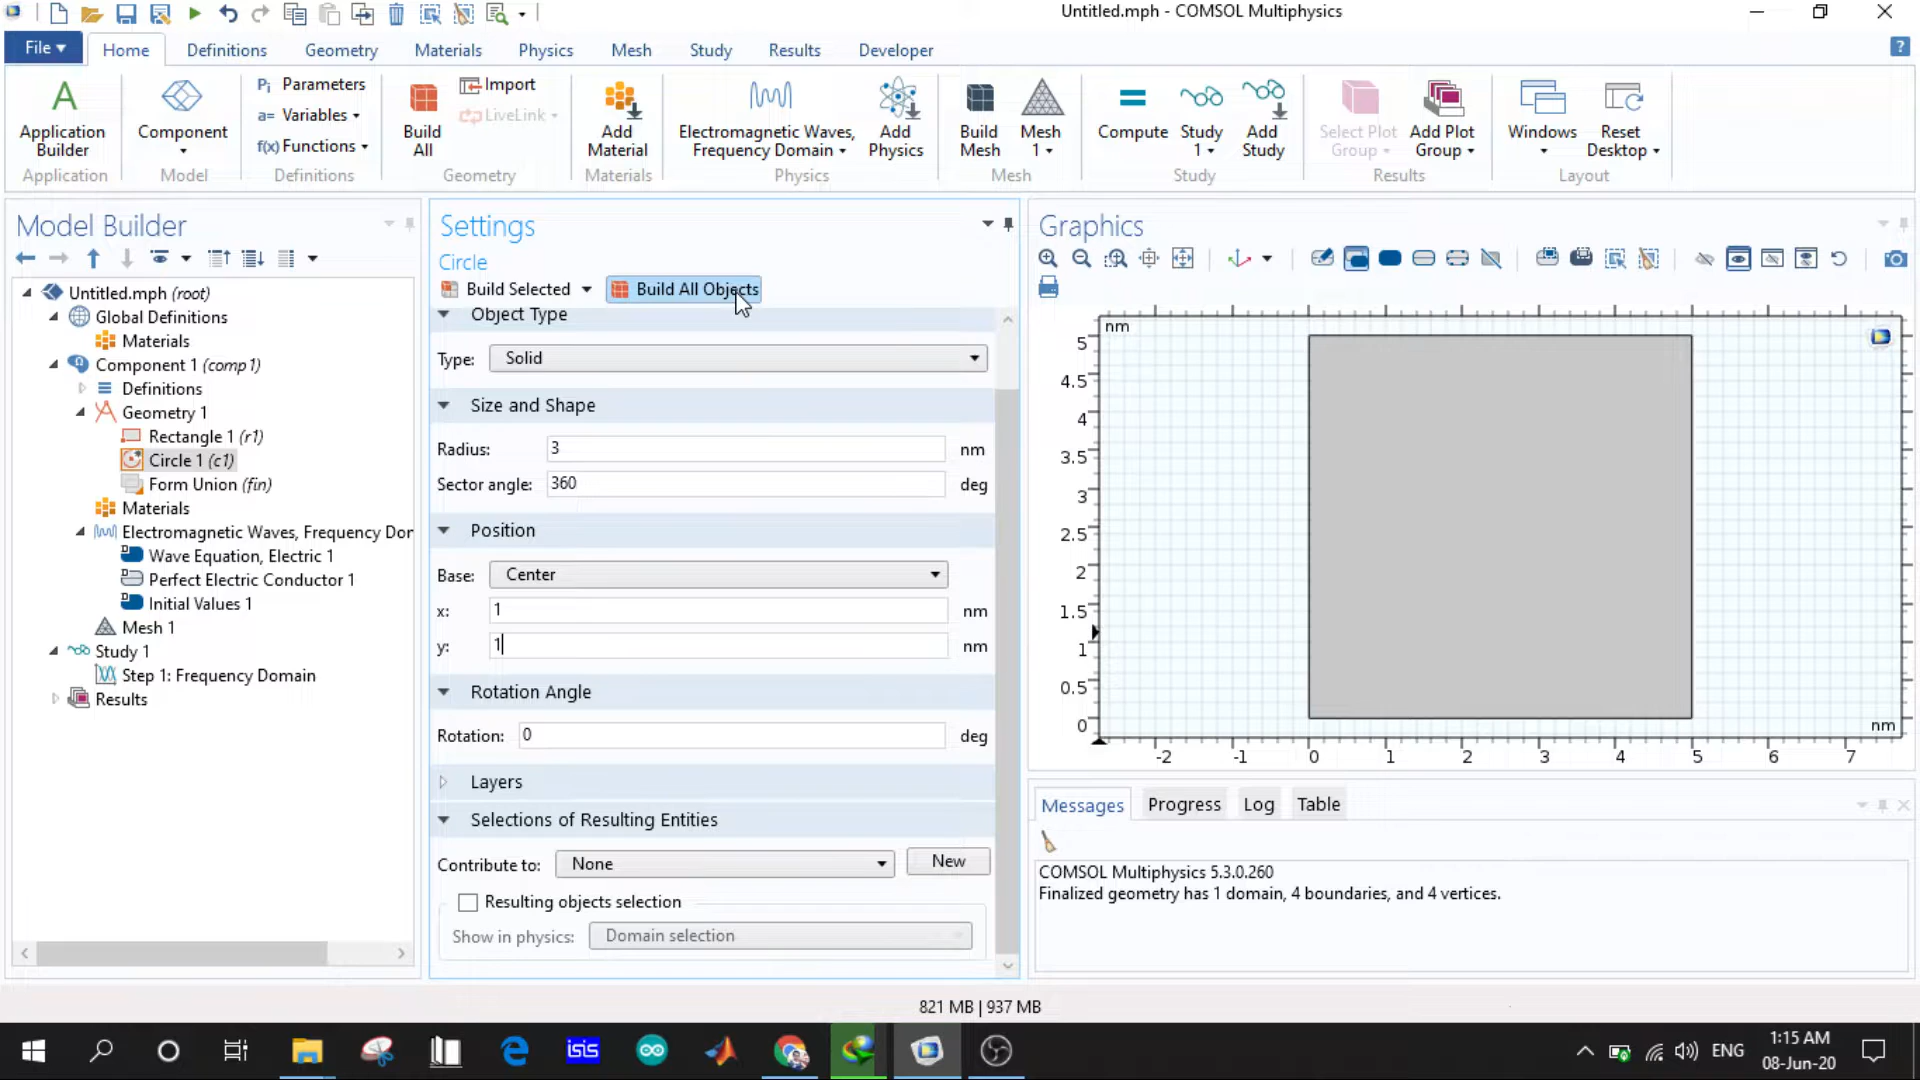 Untitled.mph - COMSOL Multiphysics
File Home Definitions Geometry Materials Physics Mesh Study Results Developer
Application Builder
Application
Component
Model
Pi Parameters
a= Variables
f(x) Functions
Definitions
Build All
Import
LiveLink
Geometry
Add Material
Materials
Electromagnetic Waves, Frequency Domain
Add Physics
Physics
Build Mesh
Mesh 1
Mesh
Compute
Study 1
Add Study
Study
Select Plot Group
Add Plot Group
Results
Windows
Reset Desktop
Layout
Model Builder
Untitled.mph (root)
Global Definitions
Materials
Component 1 (comp1)
Definitions
Geometry 1
Rectangle 1 (r1)
Circle 1 (c1)
Form Union (fin)
Materials
Electromagnetic Waves, Frequency Dor
Wave Equation, Electric 1
Perfect Electric Conductor 1
Initial Values 1
Mesh 1
Study 1
Step 1: Frequency Domain
Results
Settings
Circle
Build Selected Build All Objects
Object Type
Type: Solid
Size and Shape
Radius: 3 nm
Sector angle: 360 deg
Position
Base: Center
x: 1 nm
y: 1 nm
Rotation Angle
Rotation: 0 deg
Layers
Selections of Resulting Entities
Contribute to: None New
Resulting objects selection
Show in physics: Domain selection
Graphics
nm
5
4.5
4
3.5
3
2.5
2
1.5
1
0.5
0
nm
-2 -1 0 1 2 3 4 5 6 7
Messages Progress Log Table
COMSOL Multiphysics 5.3.0.260
Finalized geometry has 1 domain, 4 boundaries, and 4 vertices.
821 MB | 937 MB
isis
ENG
1:15 AM
08-Jun-20